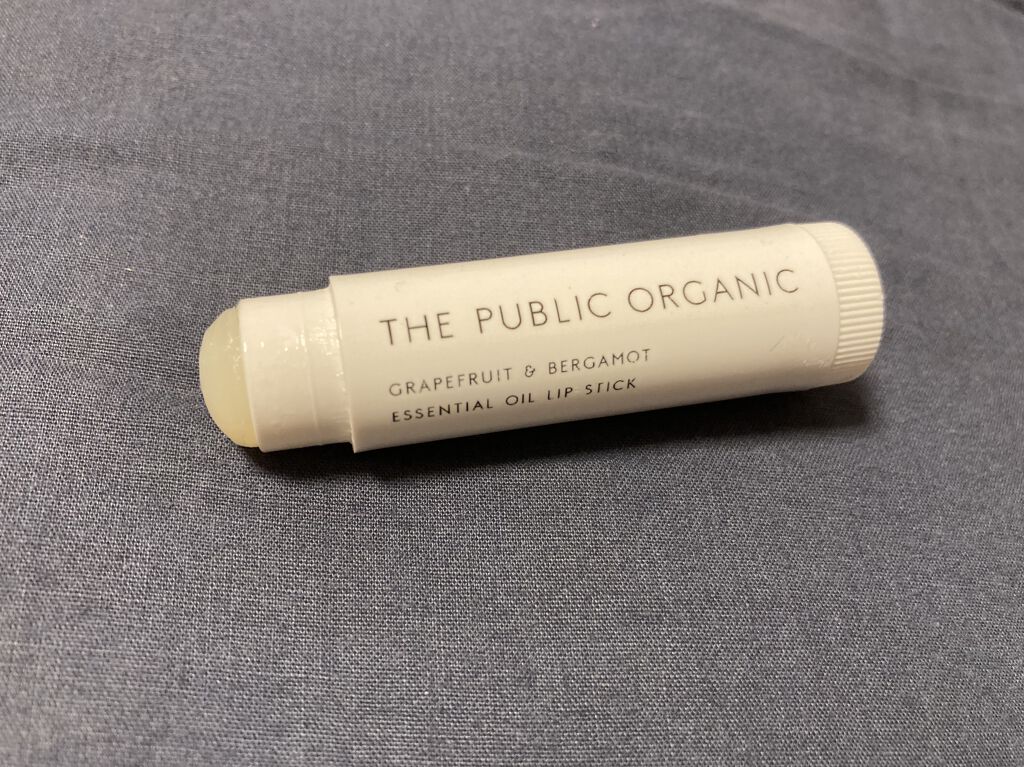 THE PUBLIC ORGANIC
GRAPEFRUIT & BERGAMOT
ESSENTIAL OIL LIP STICK